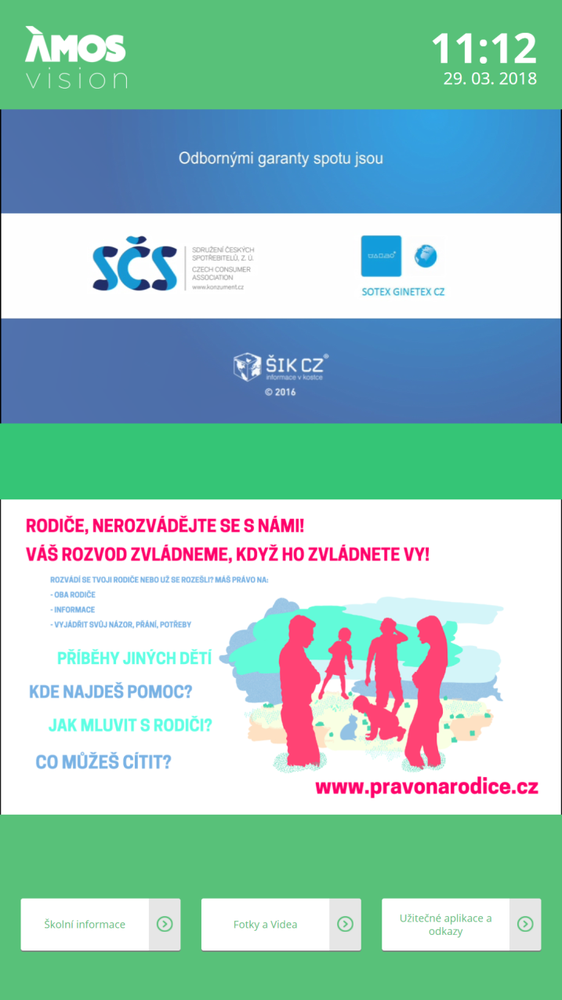 ÀMOS
vision
11:12
29. 03. 2018
Odbornými garanty spotu jsou
SČS
SDRUŽENÍ ČESKÝCH
SPOTŘEBITELŮ, Z. Ú.
CZECH CONSUMER
ASSOCIATION
www.konzument.cz
SOTEX GINETEX CZ
ŠIK CZ®
informace v kostce
© 2016
RODIČE, NEROZVÁDĚJTE SE S NÁMI!
VÁŠ ROZVOD ZVLÁDNEME, KDYŽ HO ZVLÁDNETE VY!
ROZVÁDÍ SE TVOJI RODIČE NEBO UŽ SE ROZEŠLI? MÁŠ PRÁVO NA:
- OBA RODIČE
- INFORMACE
- VYJÁDŘIT SVŮJ NÁZOR, PŘÁNÍ, POTŘEBY
PŘÍBĚHY JINÝCH DĚTÍ
KDE NAJDEŠ POMOC?
JAK MLUVIT S RODIČI?
CO MŮŽEŠ CÍTIT?
www.pravonarodice.cz
Školní informace
Fotky a Videa
Užitečné aplikace a
odkazy